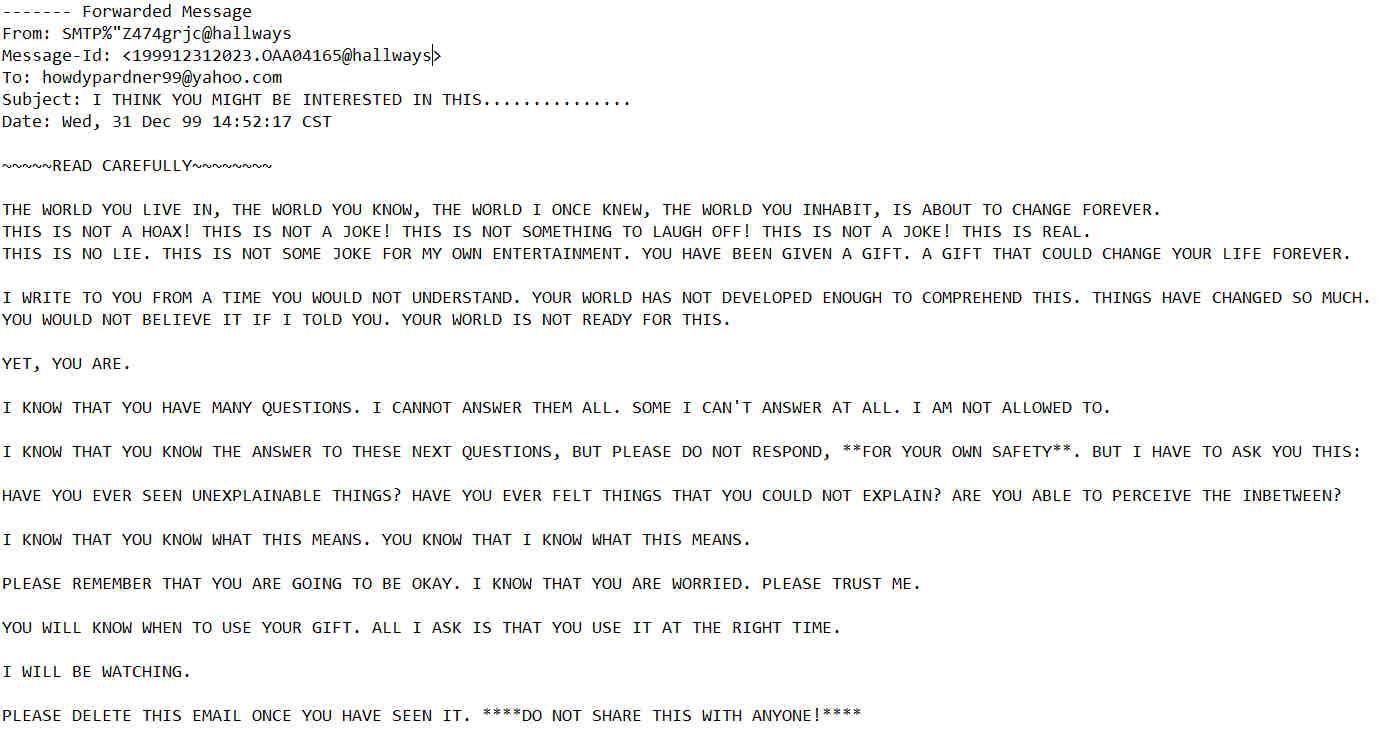 ------- Forwarded Message
From: SMTP%"Z474grjc@hallways
Message-Id: <199912312023.OAA04165@hallways>
To: howdypardner99@yahoo.com
Subject: I THINK YOU MIGHT BE INTERESTED IN THIS...............
Date: Wed, 31 Dec 99 14:52:17 CST
~~~~~READ CAREFULLY~~~~~~~~
THE WORLD YOU LIVE IN, THE WORLD YOU KNOW, THE WORLD I ONCE KNEW, THE WORLD YOU INHABIT, IS ABOUT TO CHANGE FOREVER.
THIS IS NOT A HOAX! THIS IS NOT A JOKE! THIS IS NOT SOMETHING TO LAUGH OFF! THIS IS NOT A JOKE! THIS IS REAL.
THIS IS NO LIE. THIS IS NOT SOME JOKE FOR MY OWN ENTERTAINMENT. YOU HAVE BEEN GIVEN A GIFT. A GIFT THAT COULD CHANGE YOUR LIFE FOREVER.
I WRITE TO YOU FROM A TIME YOU WOULD NOT UNDERSTAND. YOUR WORLD HAS NOT DEVELOPED ENOUGH TO COMPREHEND THIS. THINGS HAVE CHANGED SO MUCH.
YOU WOULD NOT BELIEVE IT IF I TOLD YOU. YOUR WORLD IS NOT READY FOR THIS.
YET, YOU ARE.
I KNOW THAT YOU HAVE MANY QUESTIONS. I CANNOT ANSWER THEM ALL. SOME I CAN'T ANSWER AT ALL. I AM NOT ALLOWED TO.
I KNOW THAT YOU KNOW THE ANSWER TO THESE NEXT QUESTIONS, BUT PLEASE DO NOT RESPOND, **FOR YOUR OWN SAFETY**. BUT I HAVE TO ASK YOU THIS:
HAVE YOU EVER SEEN UNEXPLAINABLE THINGS? HAVE YOU EVER FELT THINGS THAT YOU COULD NOT EXPLAIN? ARE YOU ABLE TO PERCEIVE THE INBETWEEN?
I KNOW THAT YOU KNOW WHAT THIS MEANS. YOU KNOW THAT I KNOW WHAT THIS MEANS.
PLEASE REMEMBER THAT YOU ARE GOING TO BE OKAY. I KNOW THAT YOU ARE WORRIED. PLEASE TRUST ME.
YOU WILL KNOW WHEN TO USE YOUR GIFT. ALL I ASK IS THAT YOU USE IT AT THE RIGHT TIME.
I WILL BE WATCHING.
PLEASE DELETE THIS EMAIL ONCE YOU HAVE SEEN IT. ****DO NOT SHARE THIS WITH ANYONE!****